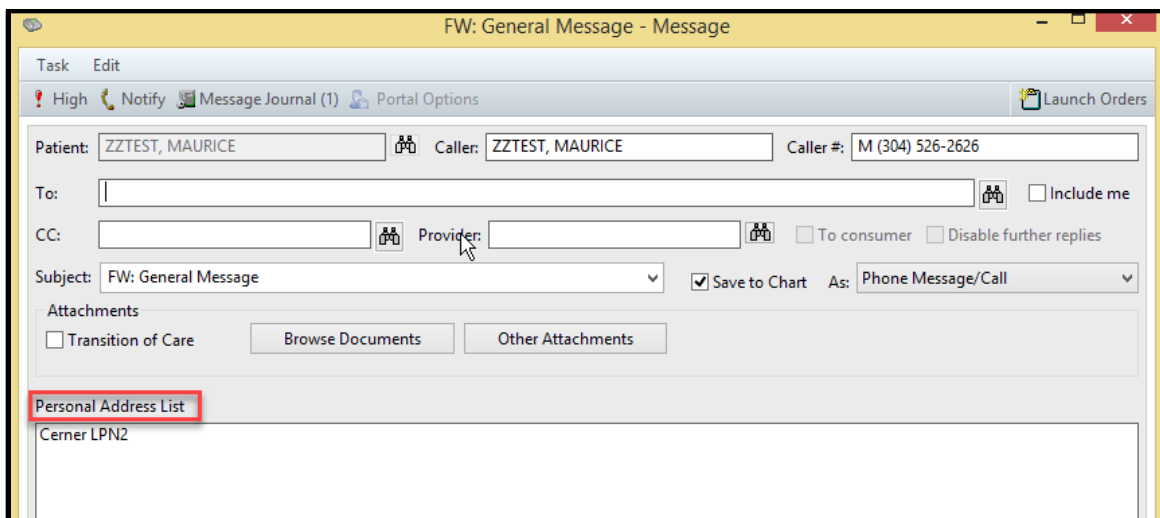 FW: General Message - Message
Task Edit
High Notify Message Journal (1) Portal Options Launch Orders
Patient: ZZTEST, MAURICE Caller: ZZTEST, MAURICE Caller #: M (304) 526-2626
To: Include me
CC: Provider: To consumer Disable further replies
Subject: FW: General Message Save to Chart As: Phone Message/Call
Attachments
Transition of Care Browse Documents Other Attachments
Personal Address List
Cerner LPN2